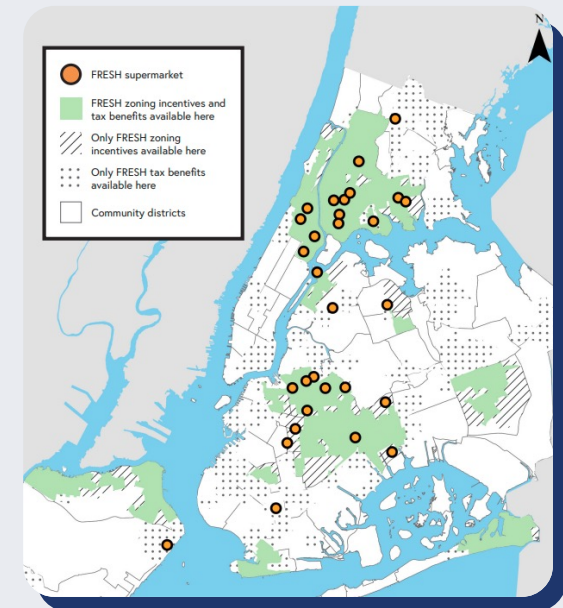 N
FRESH supermarket
FRESH zoning incentives and
tax benefits available here
Only FRESH zoning
incentives available here
Only FRESH tax benefits
available here
Community districts